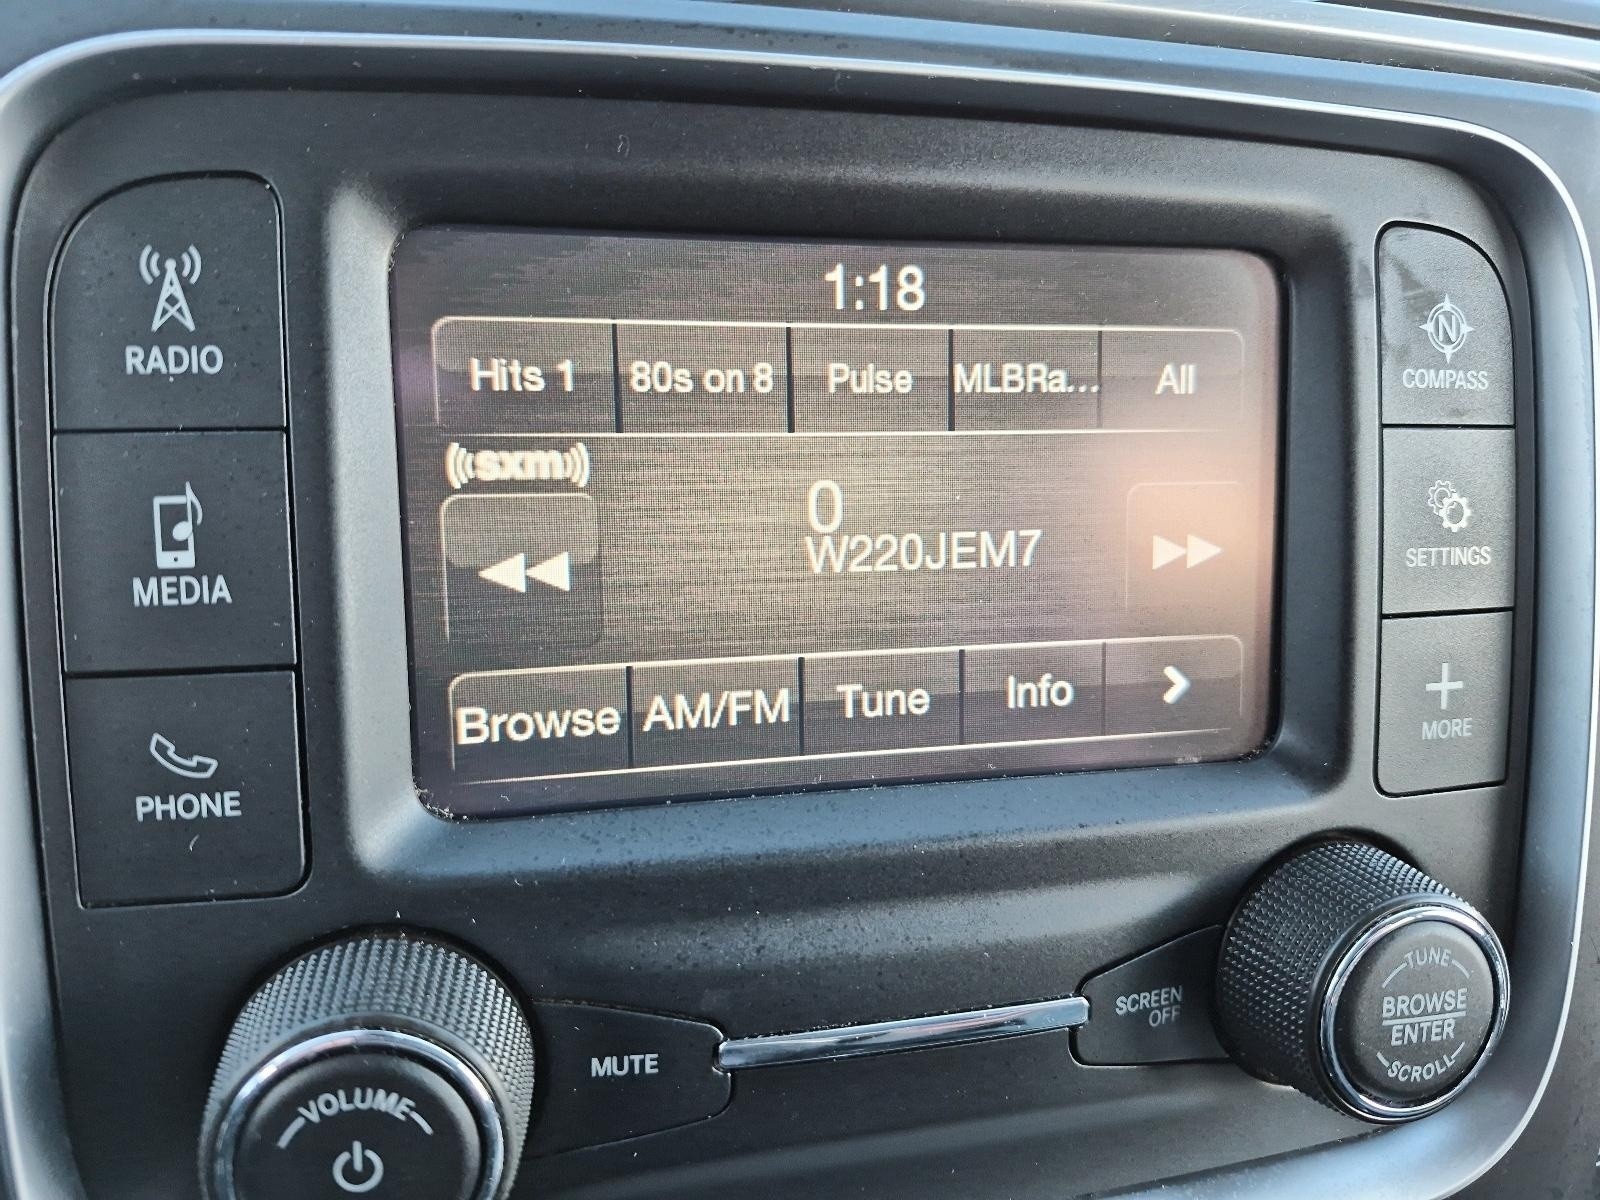 1:18
Hits 1 80s on 8 Pulse MLBRa... All
((sxm))
0
W220JEM7
Browse AM/FM Tune Info >
RADIO
MEDIA
PHONE
N
COMPASS
SETTINGS
+
MORE
VOLUME
MUTE
SCREEN
OFF
TUNE
BROWSE
ENTER
SCROLL